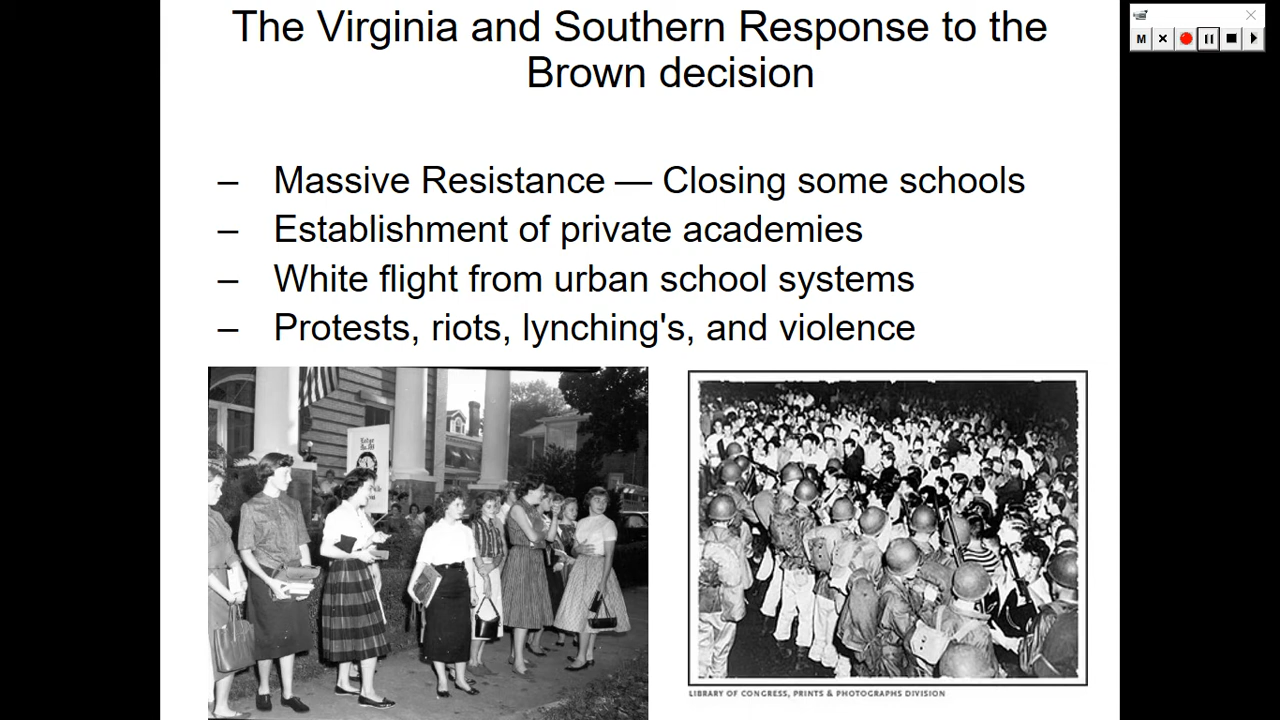 The Virginia and Southern Response to the
Brown decision
– Massive Resistance — Closing some schools
– Establishment of private academies
– White flight from urban school systems
– Protests, riots, lynching's, and violence
LIBRARY OF CONGRESS, PRINTS & PHOTOGRAPHS DIVISION
M